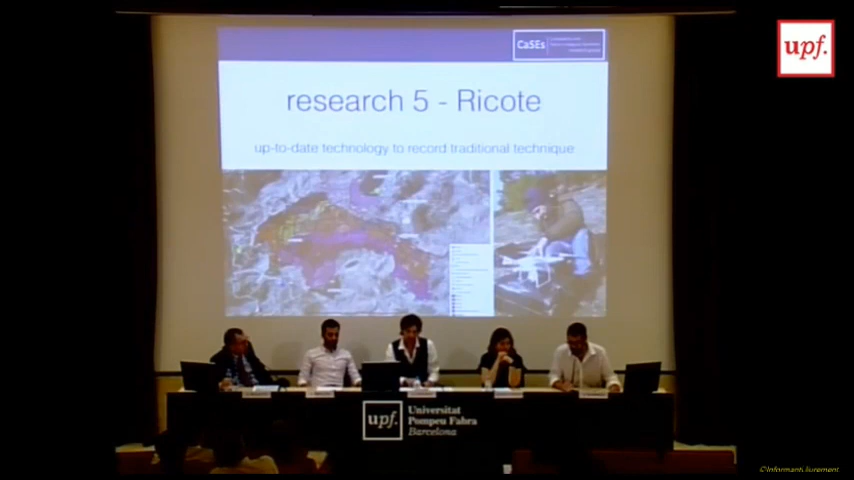 upf.
CaSEs
research 5 - Ricote
up-to-date technology to record traditional technique
upf.
Universitat
Pompeu Fabra
Barcelona